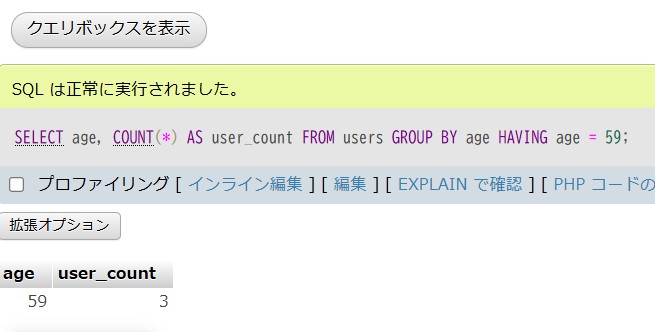 クエリボックスを表示
SQL は正常に実行されました。
SELECT age, COUNT(*) AS user_count FROM users GROUP BY age HAVING age = 59;
プロファイリング [ インライン編集 ] [ 編集 ] [ EXPLAIN で確認 ] [ PHP コードの
拡張オプション
age user_count
59 3